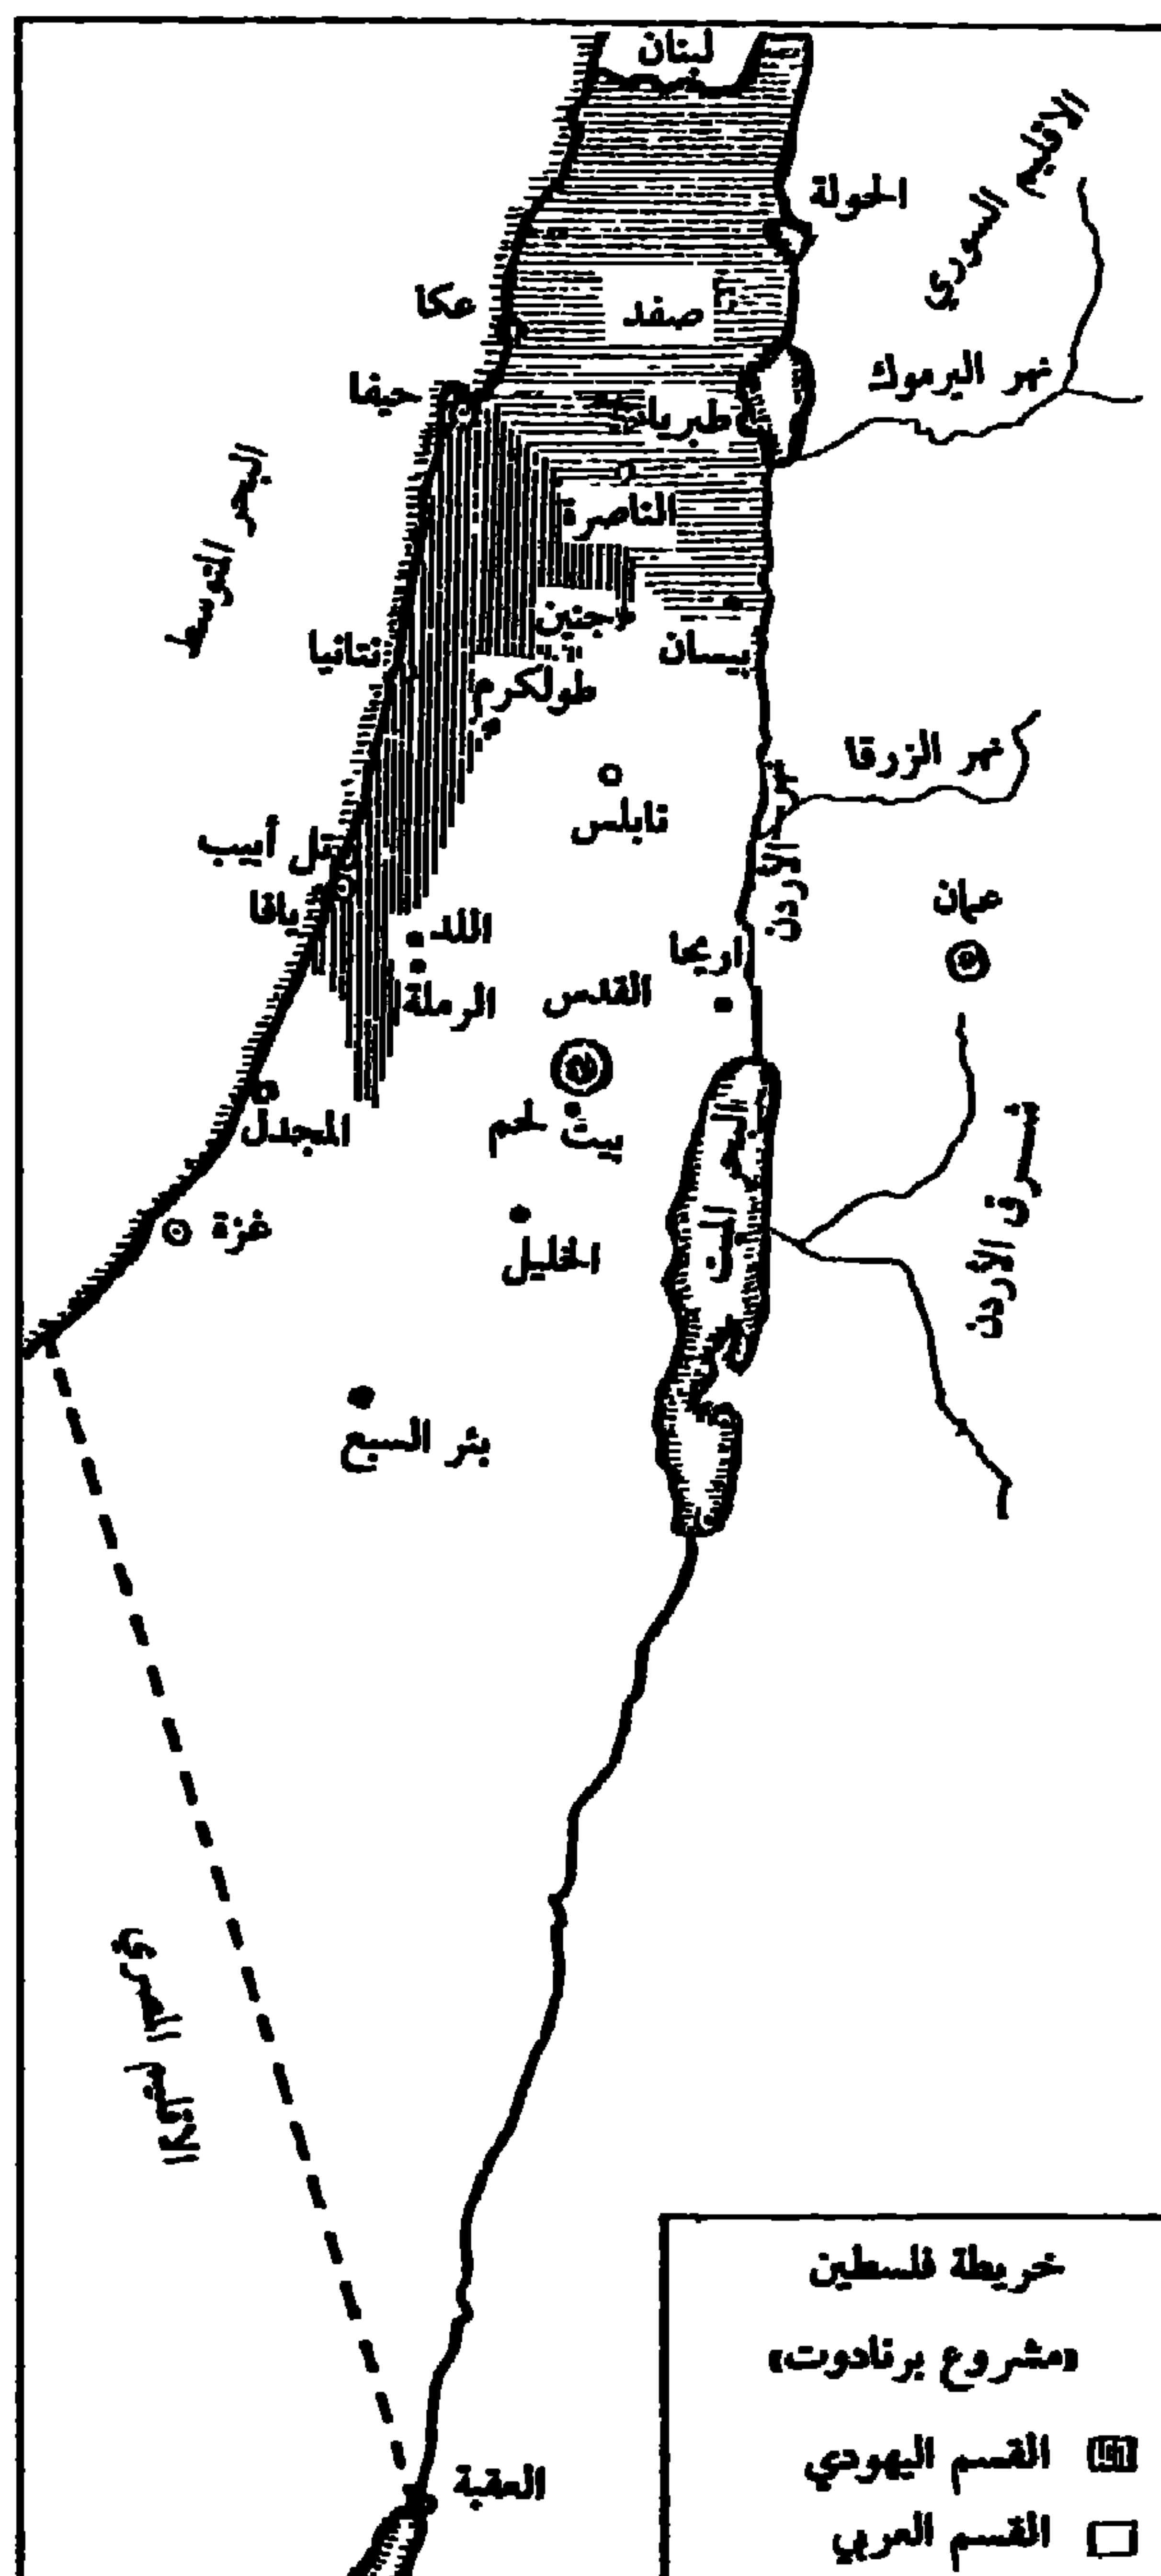 لبنان
الاقليم السوري
الحولة
عكا
صفد
نهر اليرموك
حيفا
طبريا
البحر المتوسط
الناصرة
جنين
نتانيا
بيسان
طولكرم
نهر الزرقا
نابلس
نهر الأردن
تل أبيب
يافا
عمان
اللد
اريحا
الرملة
القدس
المجدل
بيت لحم
البحر الميت
شرق الأردن
غزة
الخليل
بئر السبع
خريطة فلسطين
«مشروع برنادوت»
القسم اليهودي
العقبة
القسم العربي